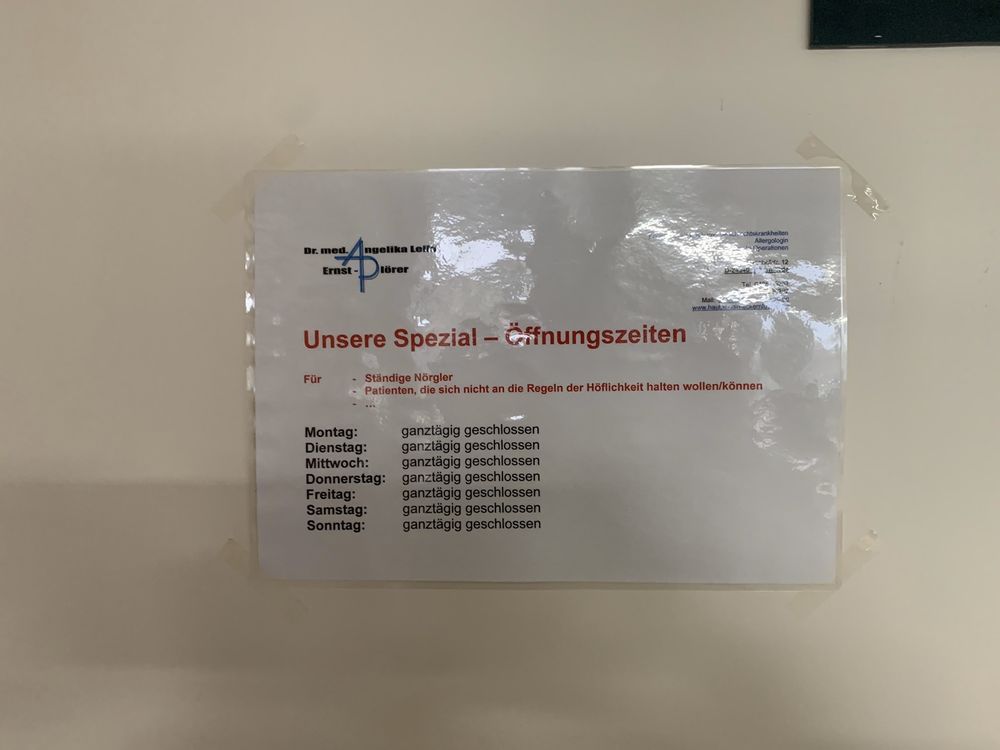 Dr. med. Angelika
Ernst - Plörer
Allergologin
Operationen
12
Mail:
Unsere Spezial – Öffnungszeiten
Für - Ständige Nörgler
- Patienten, die sich nicht an die Regeln der Höflichkeit halten wollen/können
- ...
Montag: ganztägig geschlossen
Dienstag: ganztägig geschlossen
Mittwoch: ganztägig geschlossen
Donnerstag: ganztägig geschlossen
Freitag: ganztägig geschlossen
Samstag: ganztägig geschlossen
Sonntag: ganztägig geschlossen